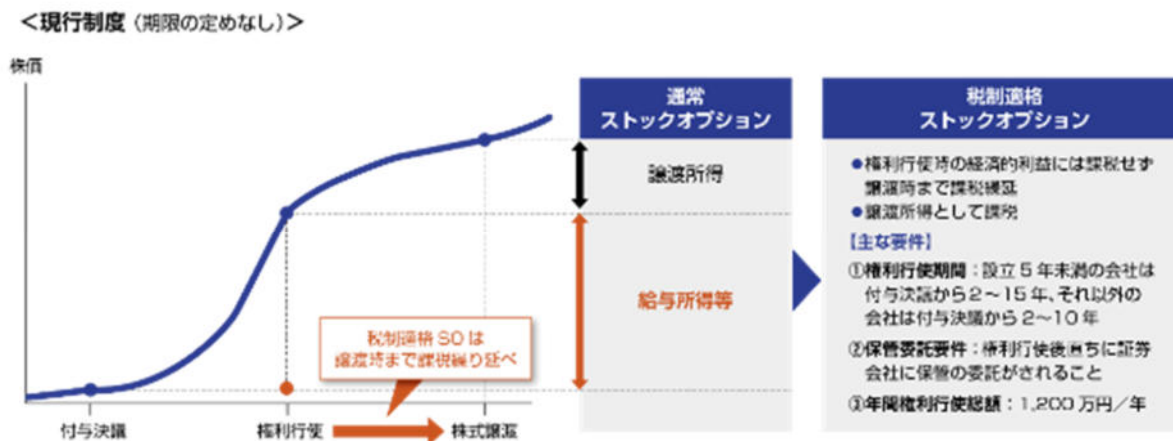 ＜現行制度（期限の定めなし）＞
株価
税制適格SOは
譲渡時まで課税繰り延べ
付与決議
権利行使
株式譲渡
通常
ストックオプション
譲渡所得
給与所得等
税制適格
ストックオプション
●権利行使時の経済的利益には課税せず
譲渡時まで課税繰延
●譲渡所得として課税
【主な要件】
①権利行使期間：設立5年未満の会社は
付与決議から2～15年、それ以外の
会社は付与決議から2～10年
②保管委託要件：権利行使後直ちに証券
会社に保管の委託がされること
③年間権利行使総額：1,200万円／年